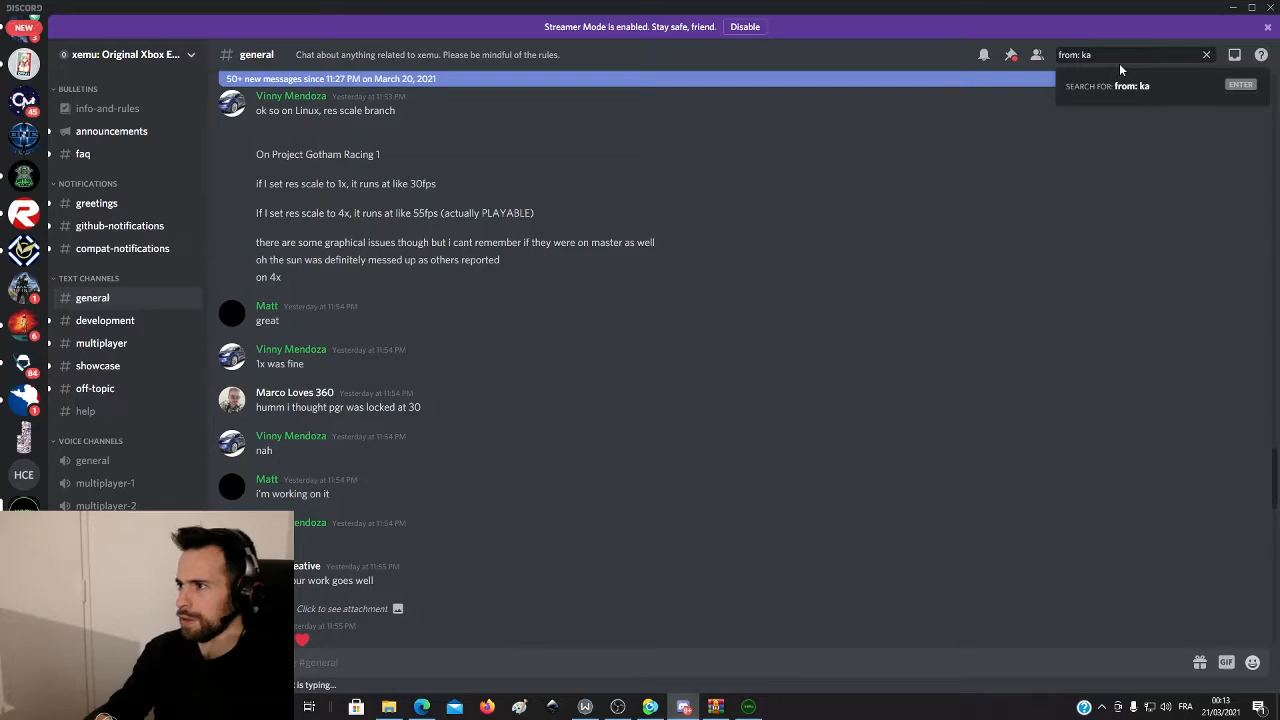 DISCORD
Streamer Mode is enabled. Stay safe, friend.
Disable
NEW
3
45
1
6
84
1
HCE
xemu: Original Xbox E...
BULLETINS
info-and-rules
announcements
faq
NOTIFICATIONS
greetings
github-notifications
compat-notifications
TEXT CHANNELS
general
development
multiplayer
showcase
off-topic
help
VOICE CHANNELS
general
multiplayer-1
multiplayer-2
general
Chat about anything related to xemu. Please be mindful of the rules.
from: ka
SEARCH FOR: from: ka
ENTER
50+ new messages since 11:27 PM on March 20, 2021
Vinny Mendoza Yesterday at 11:53 PM
ok so on Linux, res scale branch
On Project Gotham Racing 1
if I set res scale to 1x, it runs at like 30fps
If I set res scale to 4x, it runs at like 55fps (actually PLAYABLE)
there are some graphical issues though but i cant remember if they were on master as well
oh the sun was definitely messed up as others reported
on 4x
Matt Yesterday at 11:54 PM
great
Vinny Mendoza Yesterday at 11:54 PM
1x was fine
Marco Loves 360 Yesterday at 11:54 PM
humm i thought pgr was locked at 30
Vinny Mendoza Yesterday at 11:54 PM
nah
Matt Yesterday at 11:54 PM
i'm working on it
endoza Yesterday at 11:54 PM
eative Yesterday at 11:55 PM
our work goes well
Click to see attachment
sterday at 11:55 PM
#general
GIF
t is typing...
FRA
00:13
21/03/2021